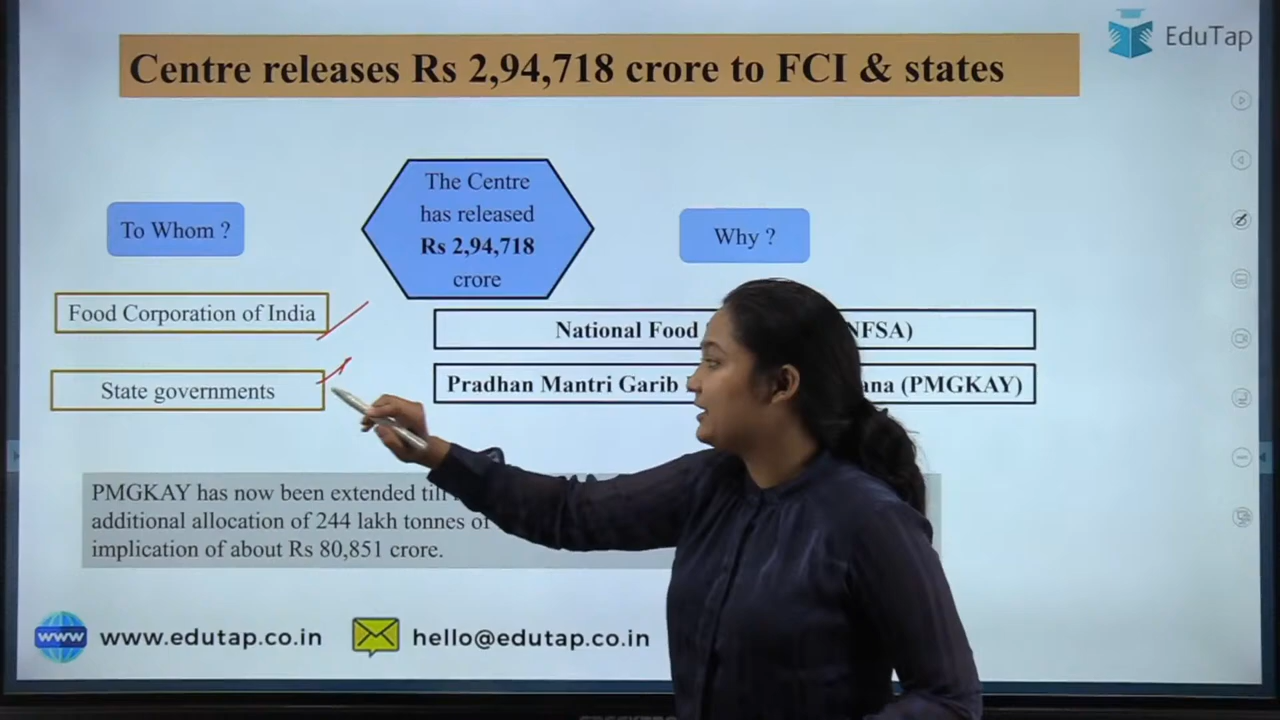 EduTap
Centre releases Rs 2,94,718 crore to FCI & states
The Centre
has released
Rs 2,94,718
crore
To Whom ?
Why ?
Food Corporation of India
State governments
National Food NFSA)
Pradhan Mantri Garib (PMGKAY)
PMGKAY has now been extended till
additional allocation of 244 lakh tonnes of
implication of about Rs 80,851 crore.
www
www.edutap.co.in
hello@edutap.co.in